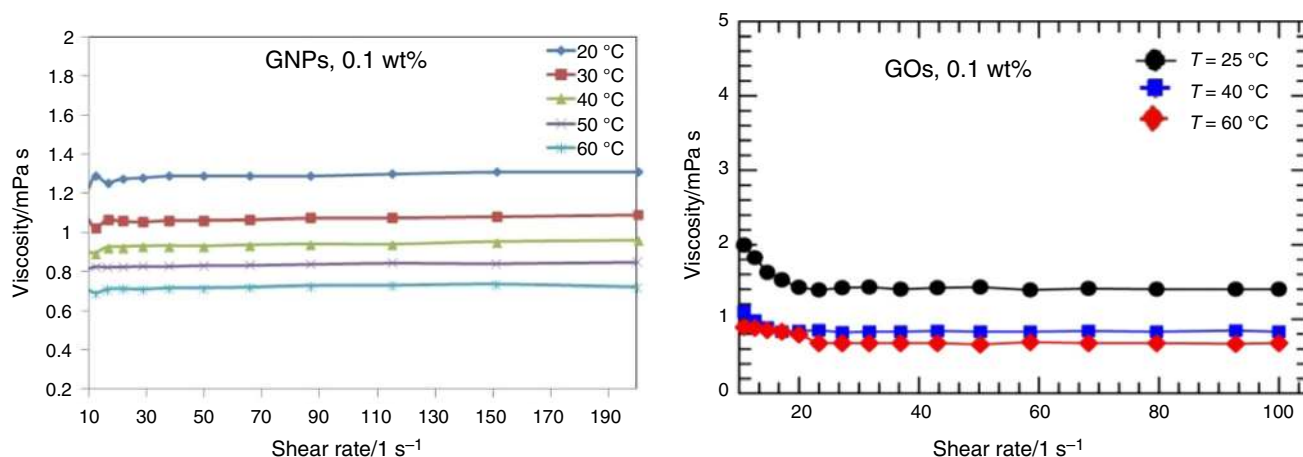 GNPs, 0.1 wt%
20 °C
30 °C
40 °C
50 °C
60 °C
2
1.8
1.6
1.4
1.2
1
0.8
0.6
0.4
0.2
Viscosity/mPa s
10 30 50 70 90 110 130 150 170 190
Shear rate/1 s⁻¹
GOs, 0.1 wt%
T = 25 °C
T = 40 °C
T = 60 °C
5
4
3
2
1
0
Viscosity/mPa s
20 40 60 80 100
Shear rate/1 s⁻¹